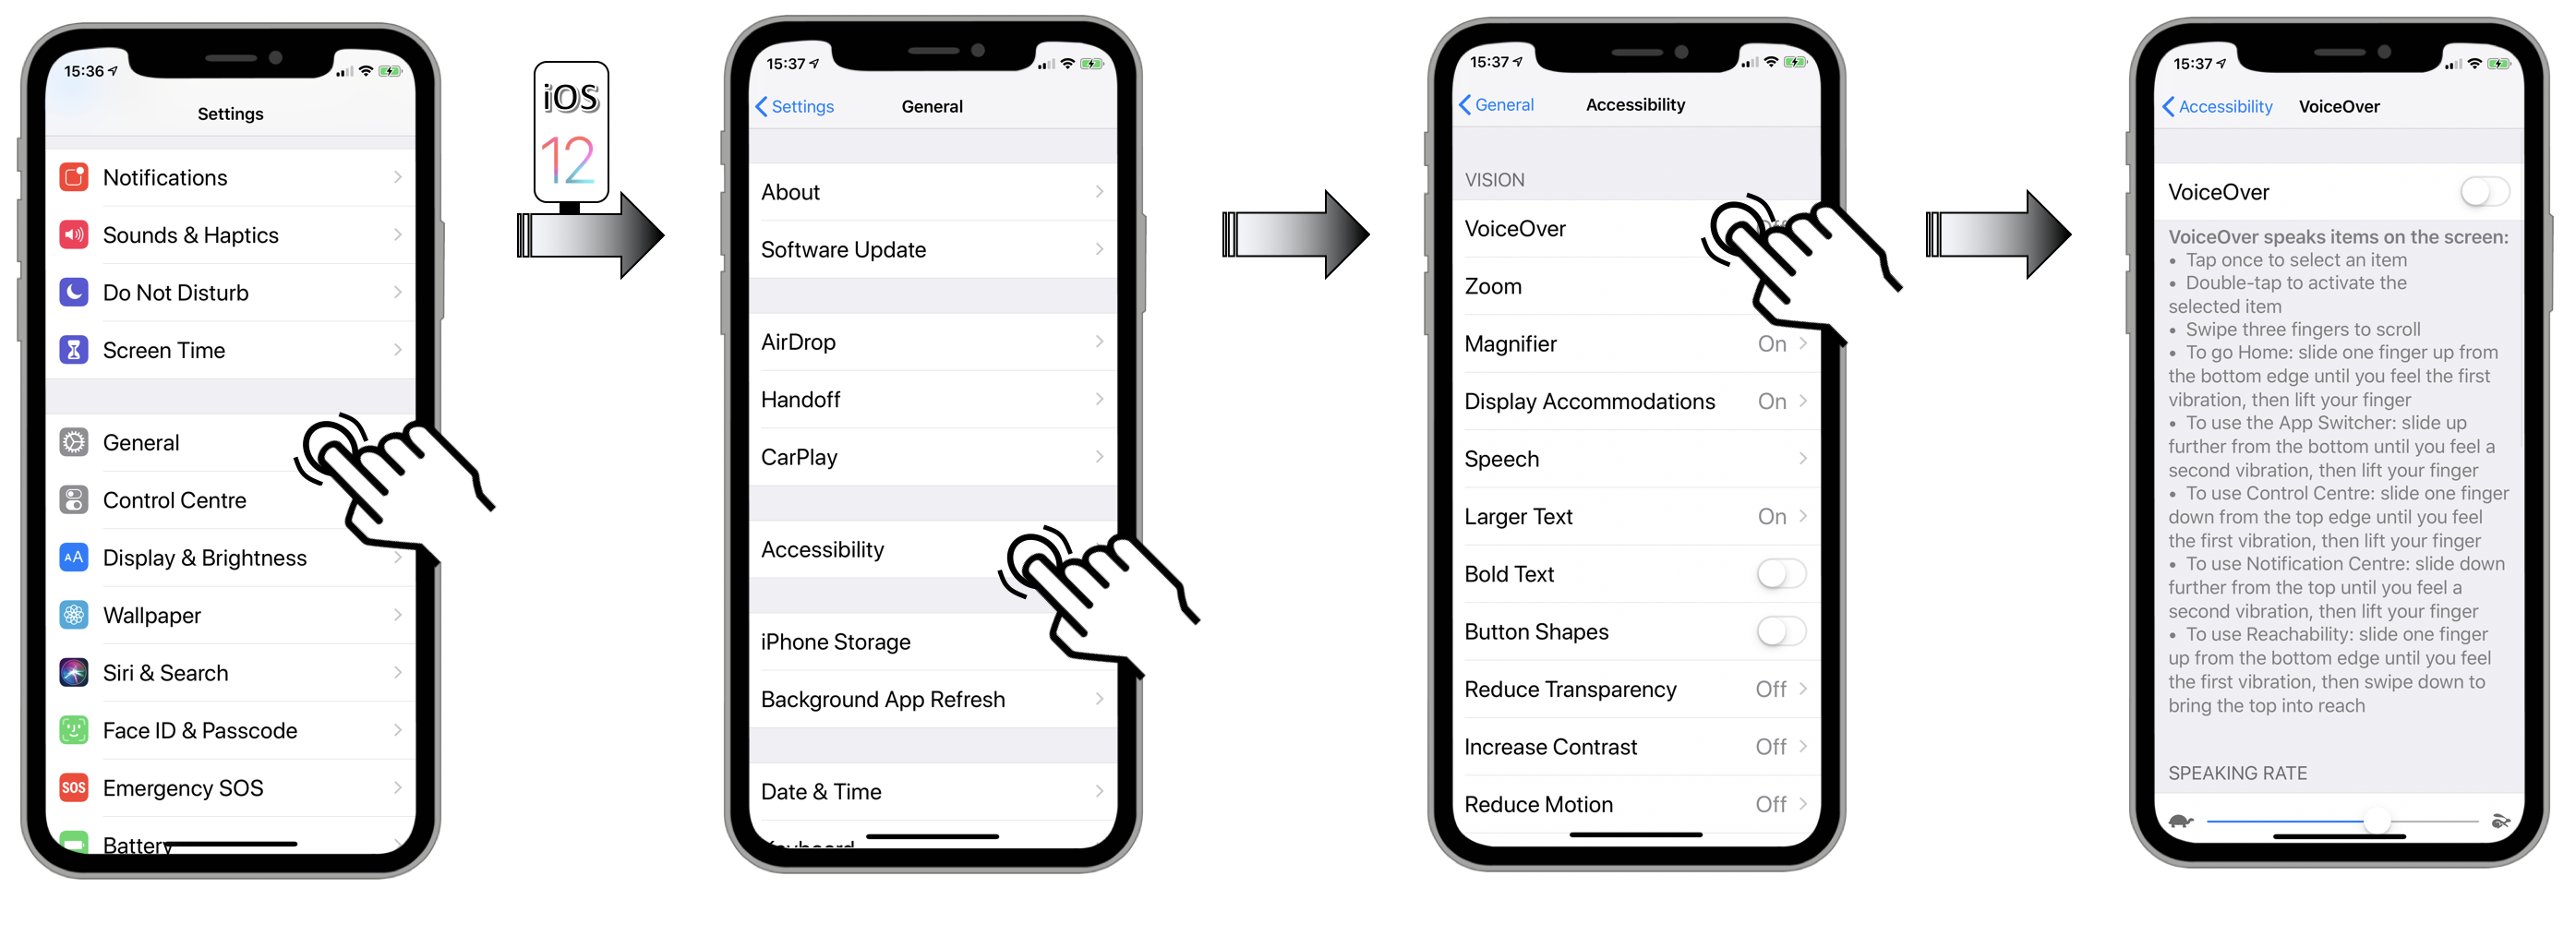 15:36
Settings
Notifications
Sounds & Haptics
Do Not Disturb
Screen Time
General
Control Centre
AA
Display & Brightness
Wallpaper
Siri & Search
Face ID & Passcode
SOS
Emergency SOS
Battery
iOS
12
15:37
Settings
General
About
Software Update
AirDrop
Handoff
CarPlay
Accessibility
iPhone Storage
Background App Refresh
Date & Time
Keyboard
15:37
General
Accessibility
VISION
VoiceOver
Zoom
Magnifier On
Display Accommodations On
Speech
Larger Text On
Bold Text
Button Shapes
Reduce Transparency Off
Increase Contrast Off
Reduce Motion Off
15:37
Accessibility
VoiceOver
VoiceOver
VoiceOver speaks items on the screen:
• Tap once to select an item
• Double-tap to activate the
selected item
• Swipe three fingers to scroll
• To go Home: slide one finger up from
the bottom edge until you feel the first
vibration, then lift your finger
• To use the App Switcher: slide up
further from the bottom until you feel a
second vibration, then lift your finger
• To use Control Centre: slide one finger
down from the top edge until you feel
the first vibration, then lift your finger
• To use Notification Centre: slide down
further from the top until you feel a
second vibration, then lift your finger
• To use Reachability: slide one finger
up from the bottom edge until you feel
the first vibration, then swipe down to
bring the top into reach
SPEAKING RATE